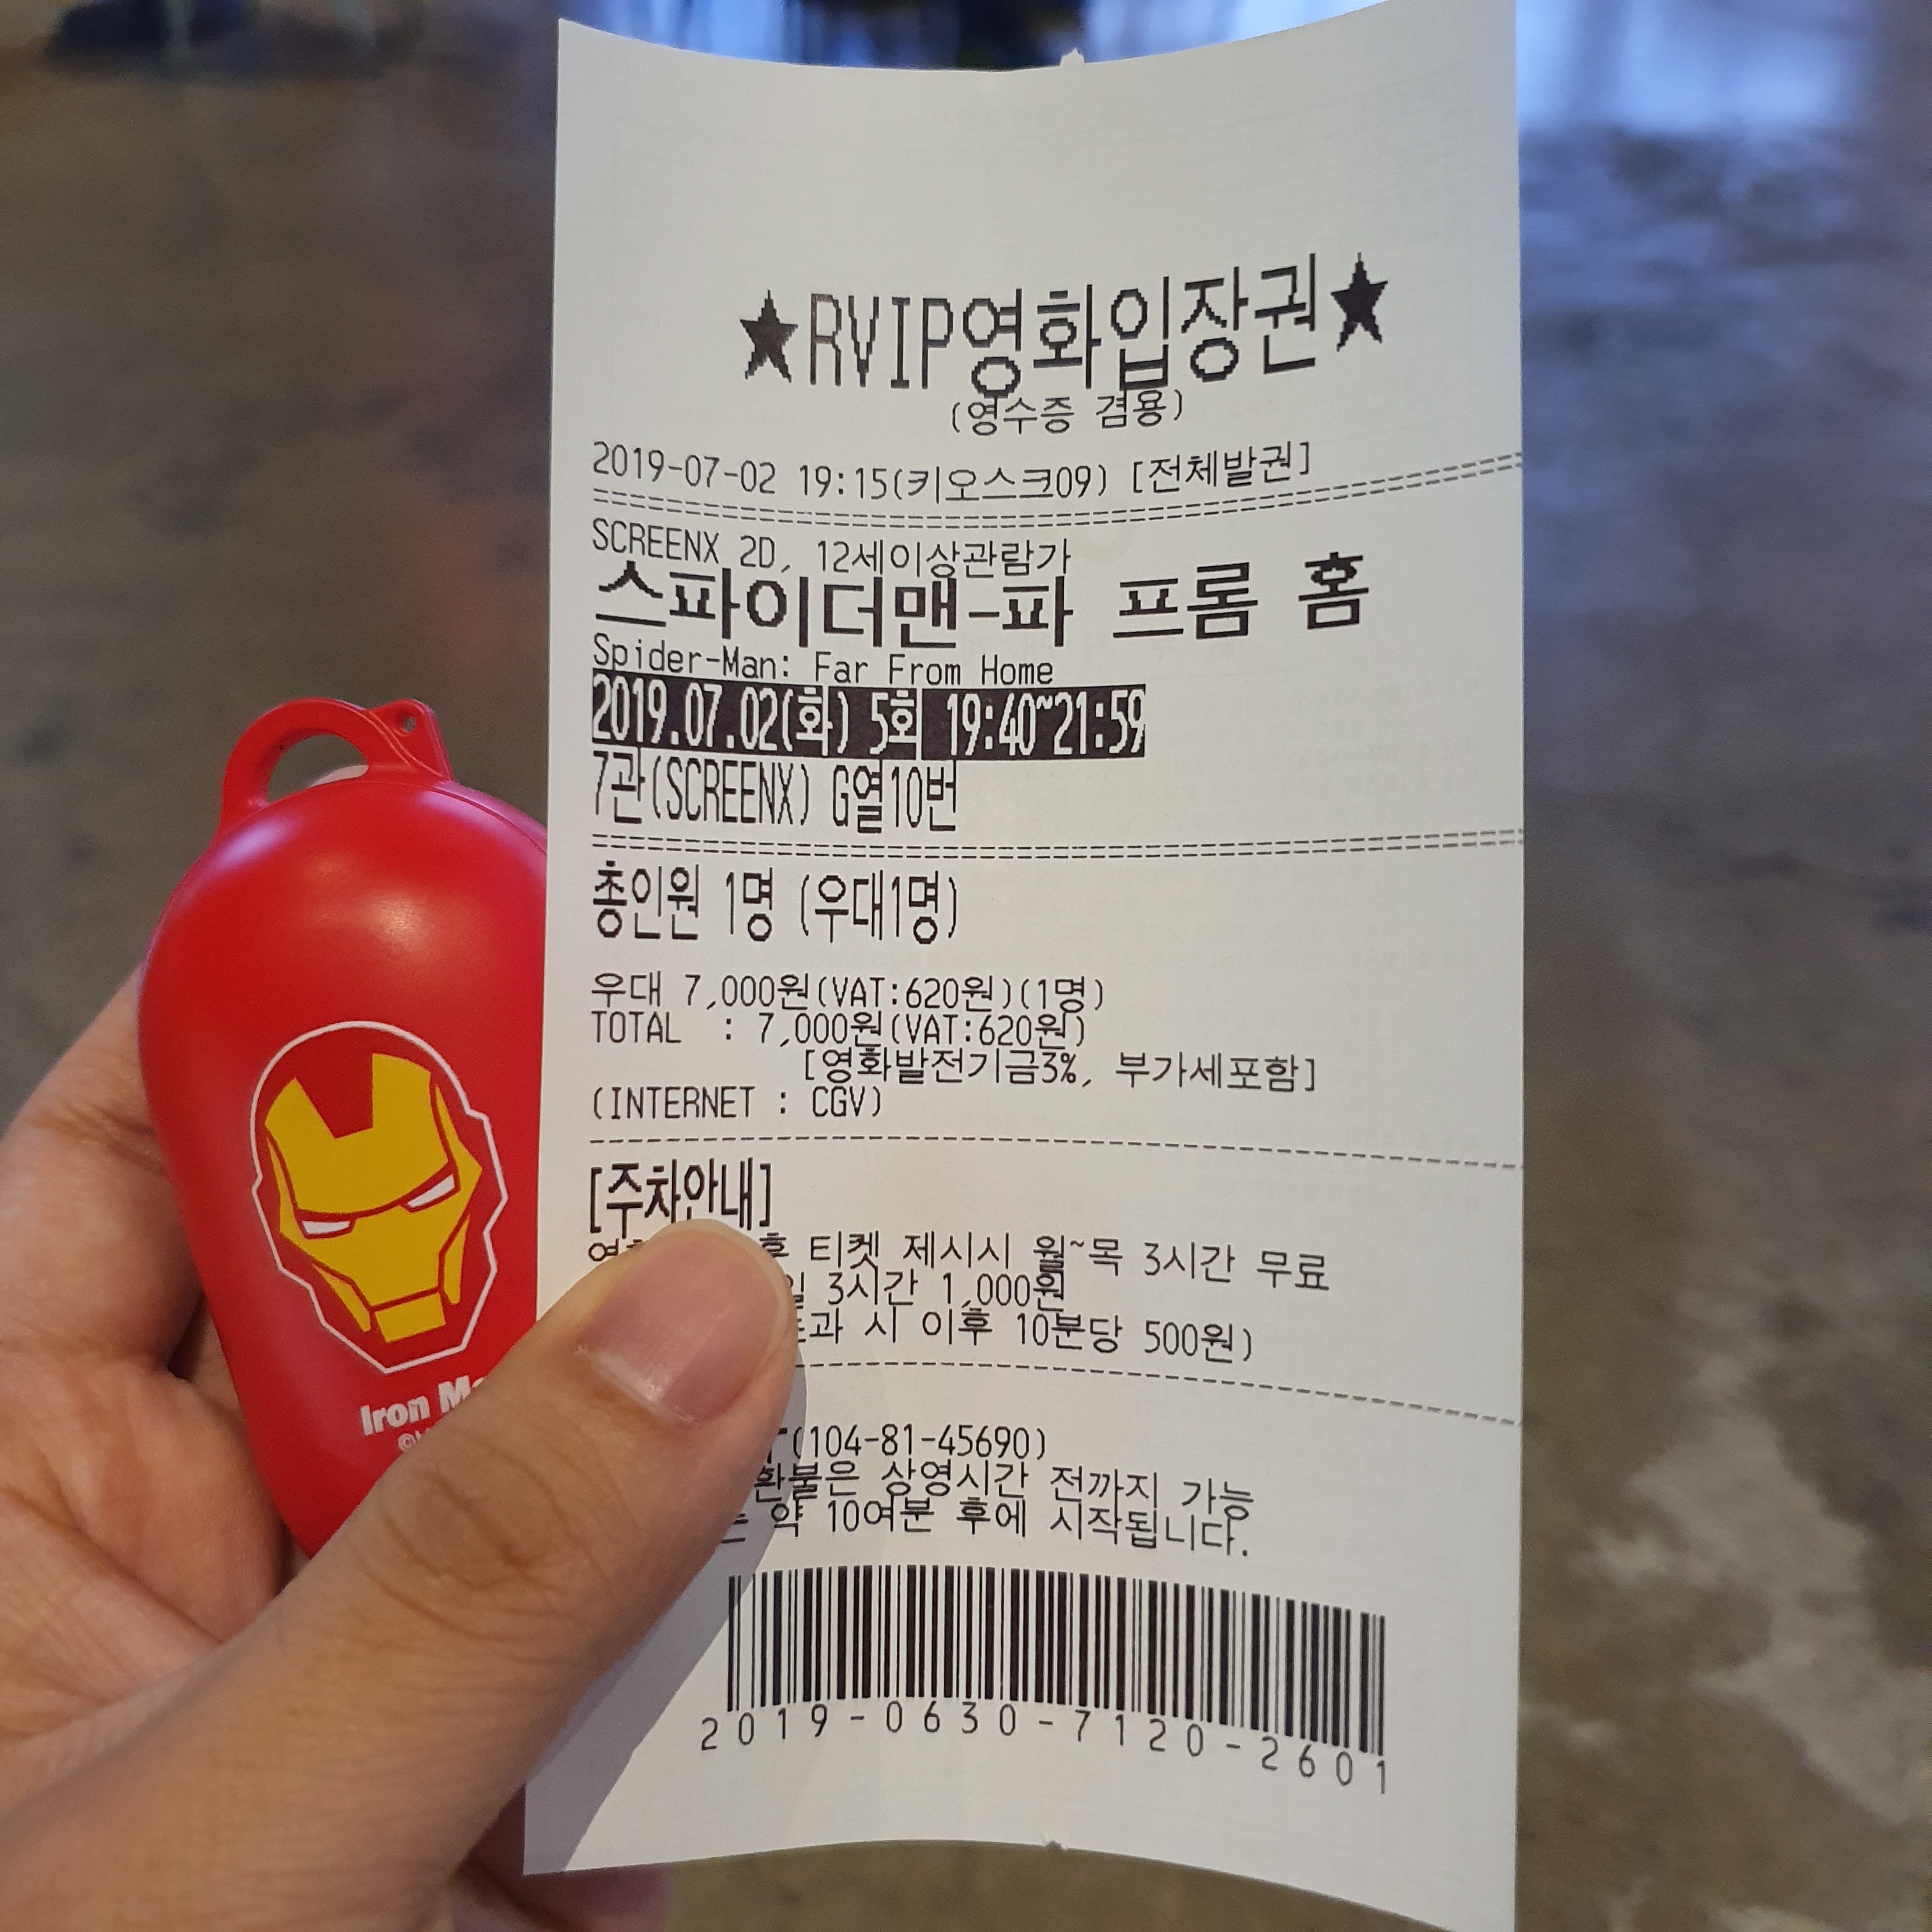 ★RVIP영화입장권★
(영수증 겸용)
2019-07-02 19:15(키오스크09) [전체발권]
SCREENX 2D, 12세이상관람가
스파이더맨-파 프롬 홈
Spider-Man: Far From Home
2019.07.02(화) 5회 19:40~21:59
7관(SCREENX) G열10번
총인원 1명 (우대1명)
우대 7,000원(VAT:620원)(1명)
TOTAL : 7,000원(VAT:620원)
[영화발전기금3%, 부가세포함]
(INTERNET : CGV)
[주차안내]
후 티켓 제시시 월~목 3시간 무료
3시간 1,000원
시 이후 10분당 500원)
(104-81-45690)
환불은 상영시간 전까지 가능
약 10여분 후에 시작됩니다.
2019-0630-7120-2601
Iron